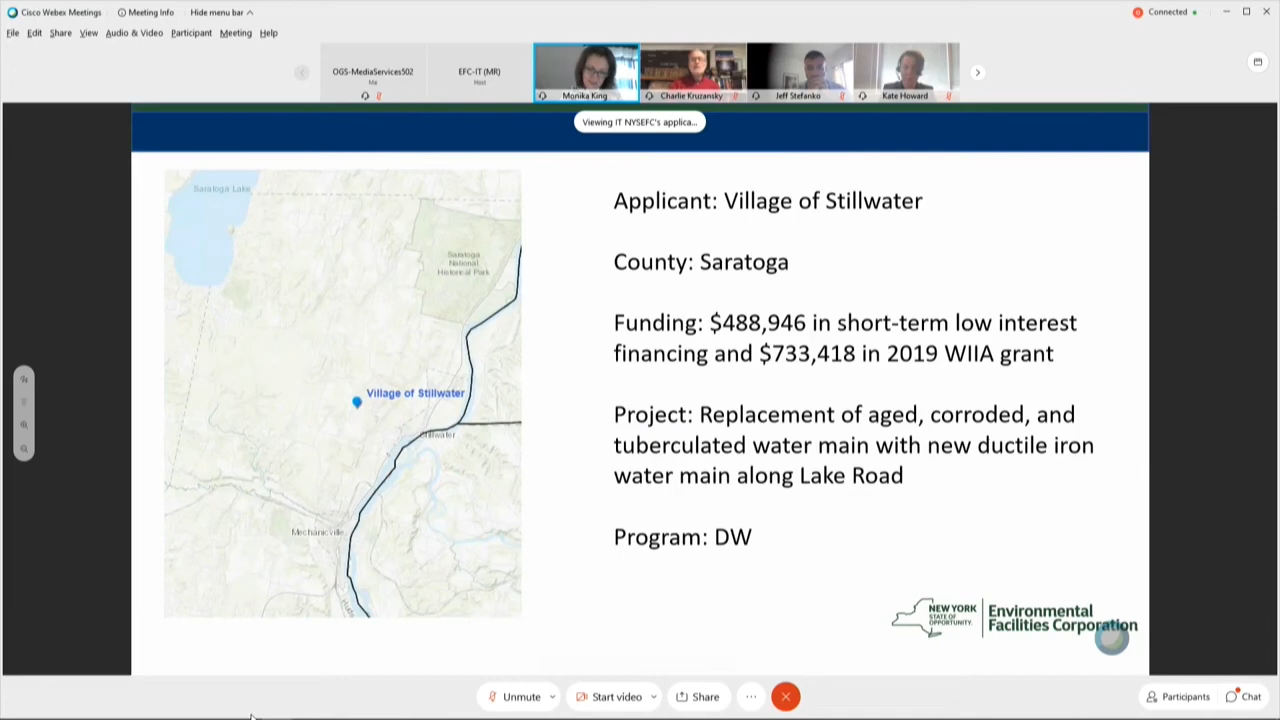 Cisco Webex Meetings
Meeting Info
Hide menu bar
Connected
File Edit Share View Audio & Video Participant Meeting Help
OGS-MediaServices502
Me
EFC-IT (MR)
Host
Monika King
Charlie Kruzansky
Jeff Stefanko
Kate Howard
Viewing IT NYSEFC's applica...
Saratoga Lake
Saratoga
National
Historical Park
Village of Stillwater
Stillwater
Mechanicville
Applicant: Village of Stillwater
County: Saratoga
Funding: $488,946 in short-term low interest
financing and $733,418 in 2019 WIIA grant
Project: Replacement of aged, corroded, and
tuberculated water main with new ductile iron
water main along Lake Road
Program: DW
NEW YORK
STATE OF
OPPORTUNITY.
Environmental
Facilities Corporation
Unmute
Start video
Share
Participants
Chat